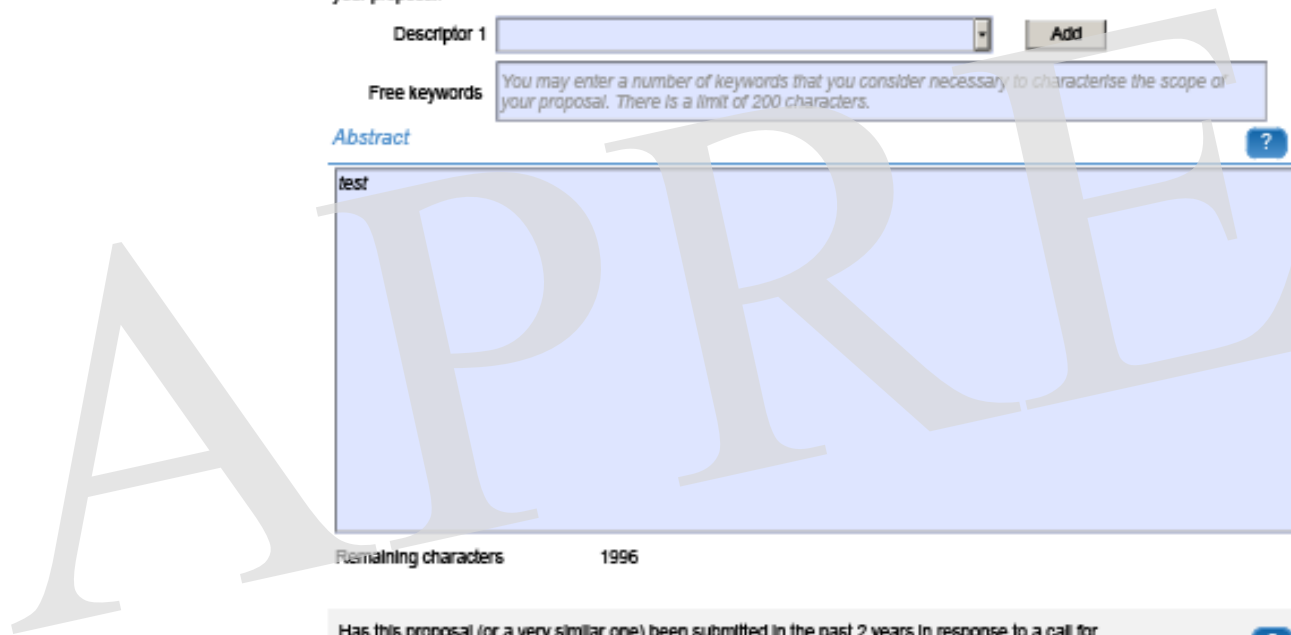 your proposal.
Descriptor 1
Add
Free keywords
You may enter a number of keywords that you consider necessary to characterise the scope of
your proposal. There is a limit of 200 characters.
Abstract
?
test
Remaining characters 1996
Has this proposal (or a very similar one) been submitted in the past 2 years in response to a call for
APRE